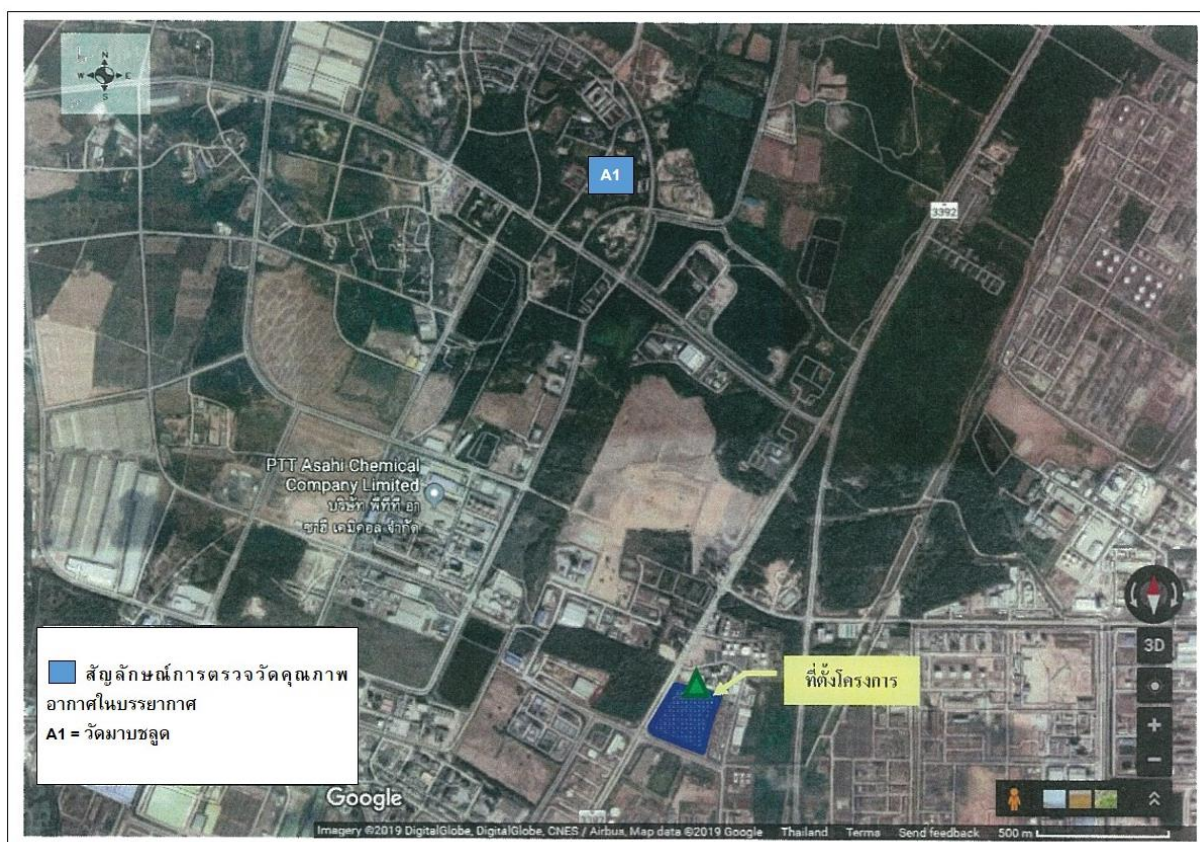 N
W E
S
A1
3392
PTT Asahi Chemical
Company Limited
บริษัท พีทีที อา
ซาฮี เคมิคอล จำกัด
3D
ที่ตั้งโครงการ
สัญลักษณ์การตรวจวัดคุณภาพ
อากาศในบรรยากาศ
A1 = วัดมาบชลูด
Google
Imagery ©2019 DigitalGlobe, DigitalGlobe, CNES / Airbus, Map data ©2019 Google Thailand Terms Send feedback 500 m